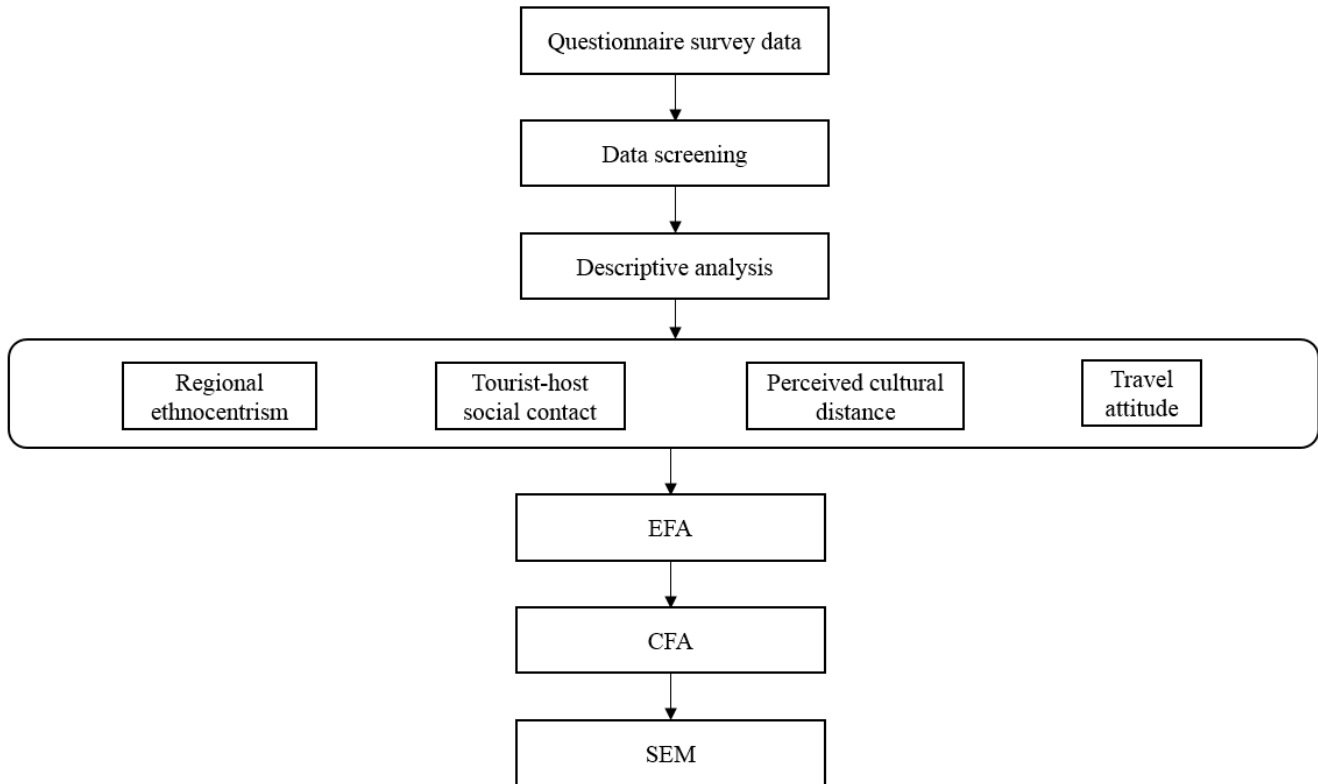 Questionnaire survey data
Data screening
Descriptive analysis
Regional
ethnocentrism
Tourist-host
social contact
Perceived cultural
distance
Travel
attitude
EFA
CFA
SEM